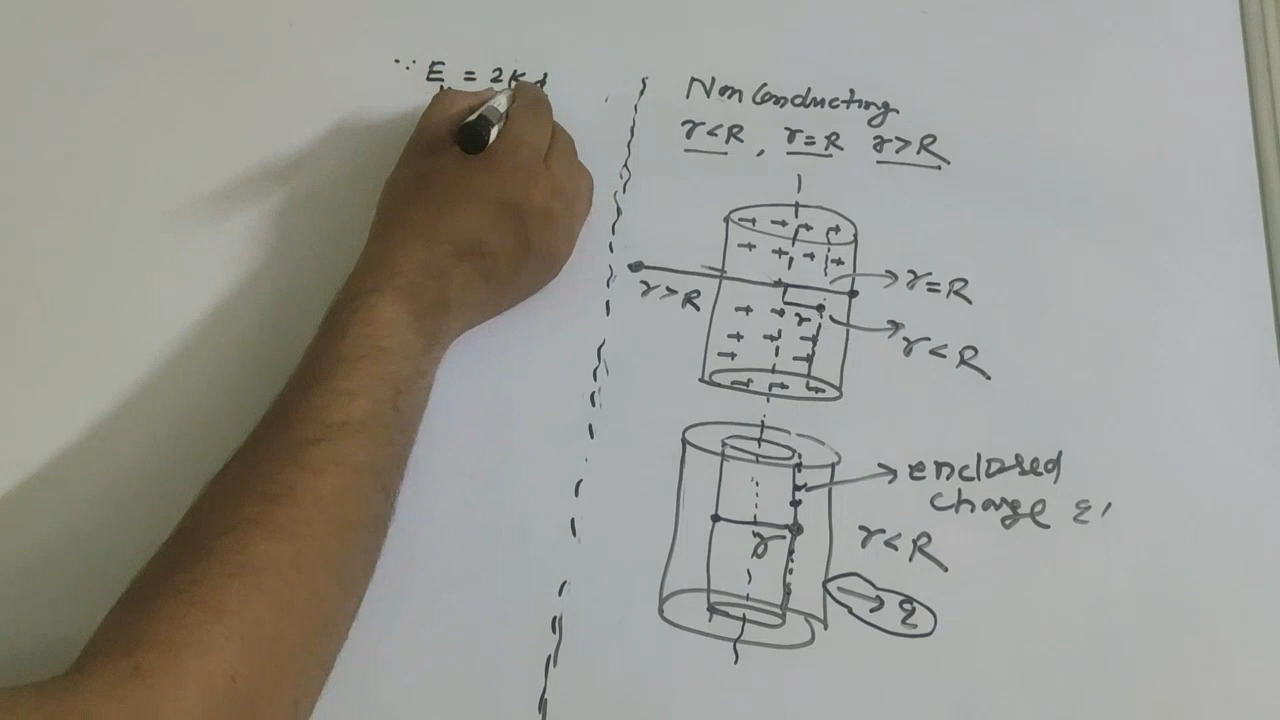 ∵ E = 2K
Non Conducting
r<R, r=R r>R
r=R
r>R
r
r<R
enclosed
charge q'
r<R
r
q